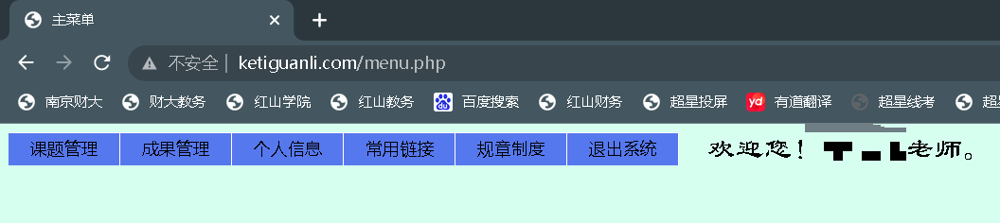 主菜单
不安全 | ketiguanli.com/menu.php
南京财大 财大教务 红山学院 红山教务 百度搜索 红山财务 超星投屏 yd 有道翻译 超星线考 超星
课题管理 成果管理 个人信息 常用链接 规章制度 退出系统 欢迎您! 老师。